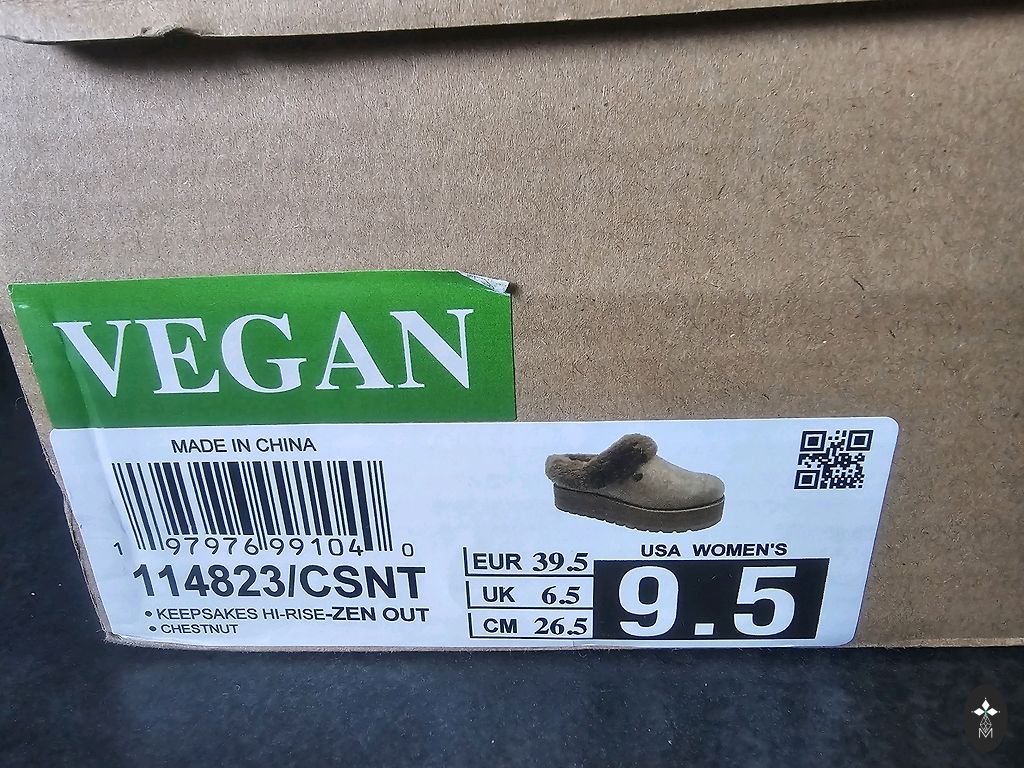 VEGAN
MADE IN CHINA
1 97976 99104 0
114823/CSNT
• KEEPSAKES HI-RISE-ZEN OUT
• CHESTNUT
EUR 39.5
UK 6.5
CM 26.5
USA WOMEN'S
9.5
M